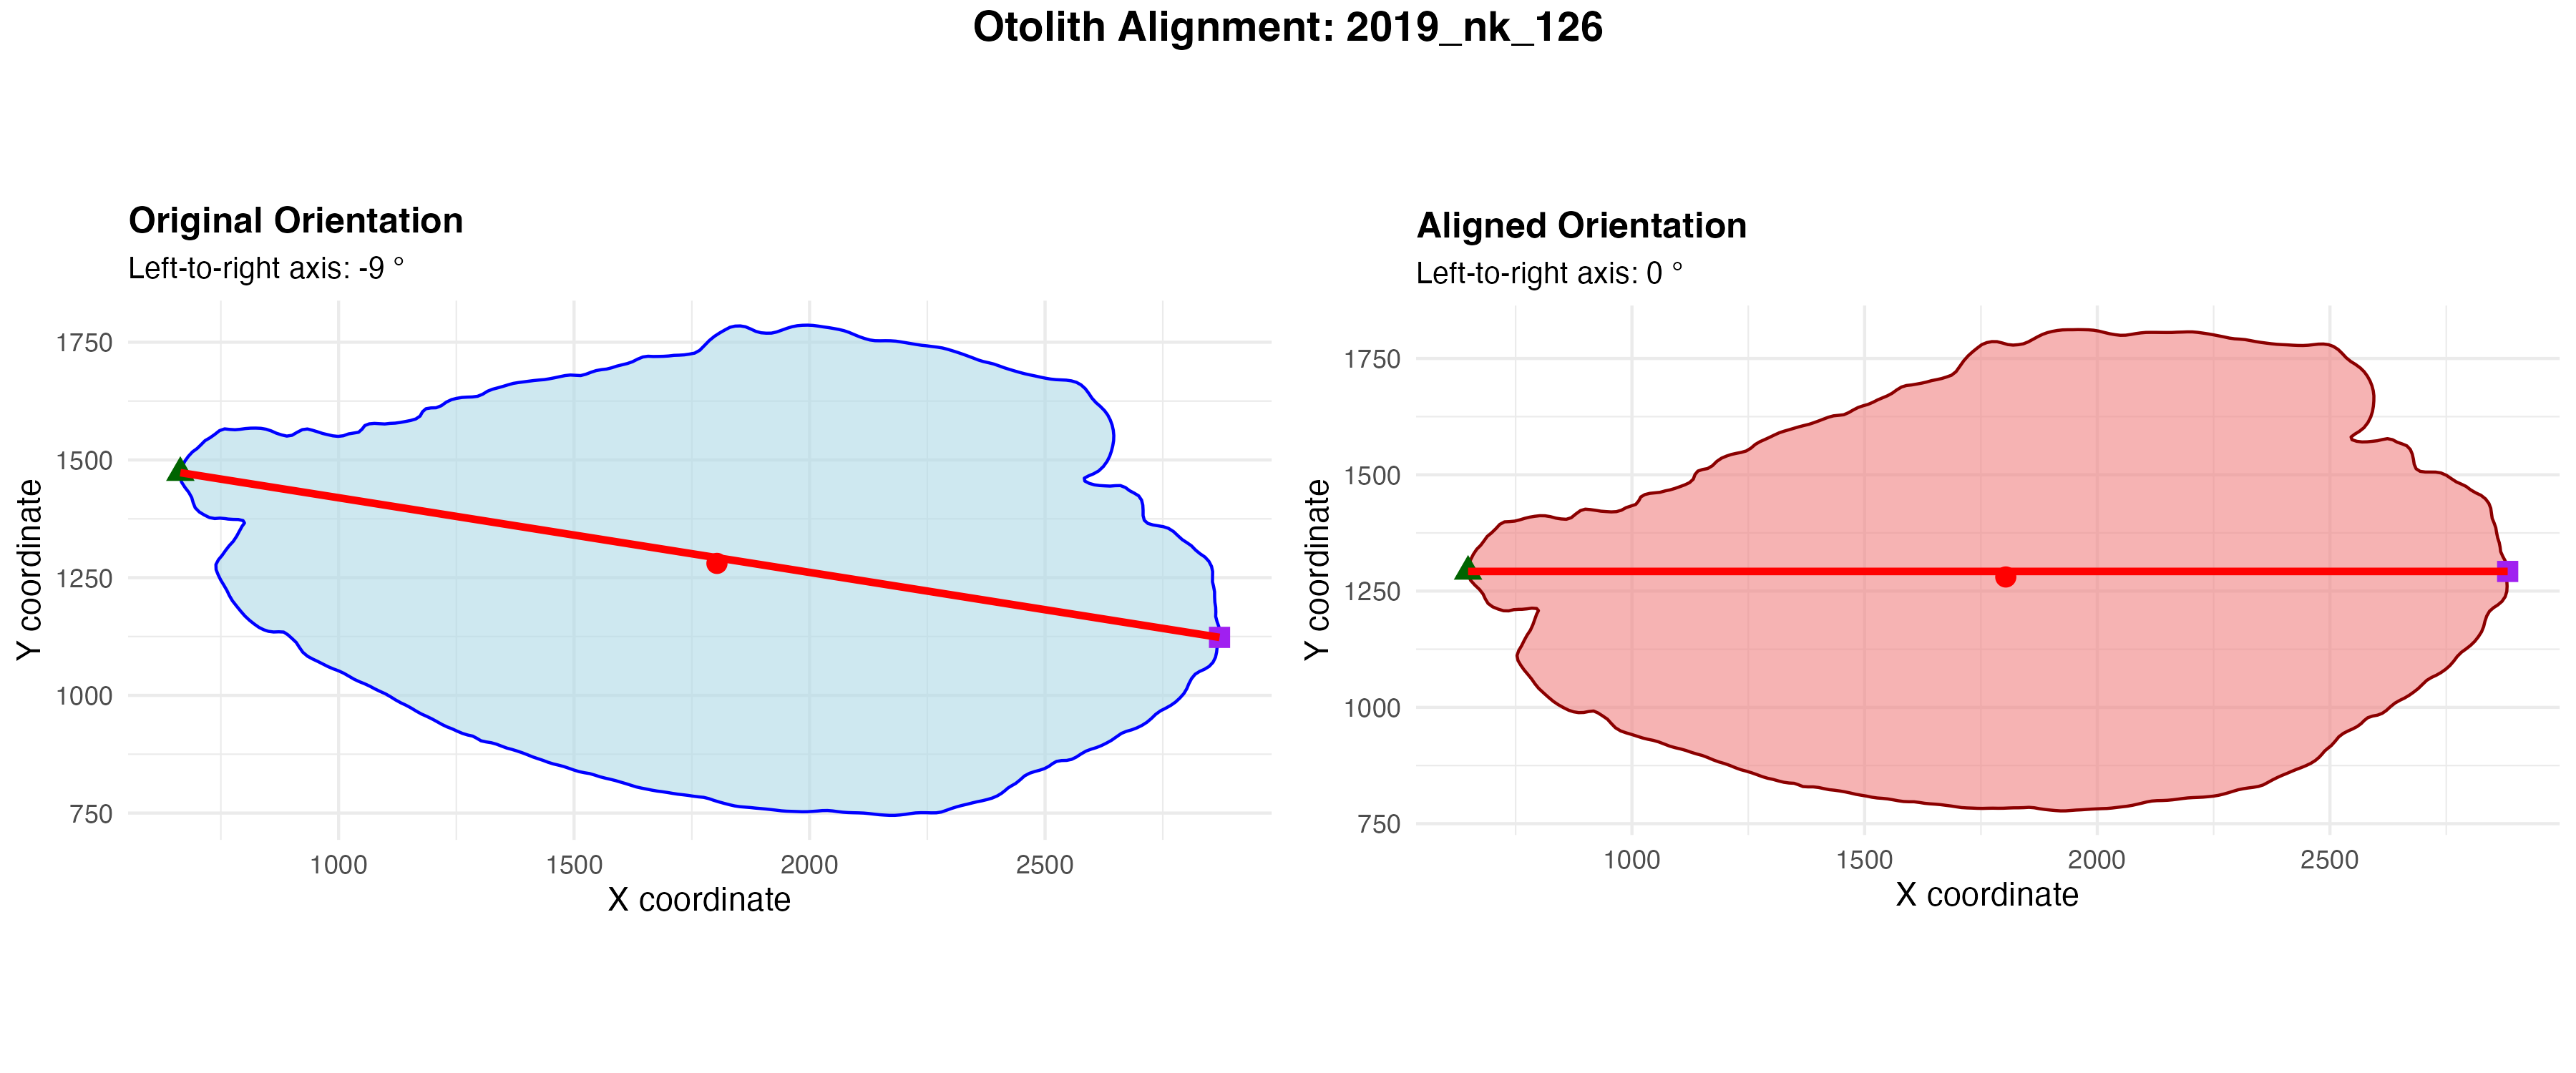 Otolith Alignment: 2019_nk_126
Original Orientation
Left-to-right axis: -9 °
1750
1500
1250
1000
750
Y coordinate
1000 1500 2000 2500
X coordinate
Aligned Orientation
Left-to-right axis: 0 °
1750
1500
1250
1000
750
Y coordinate
1000 1500 2000 2500
X coordinate